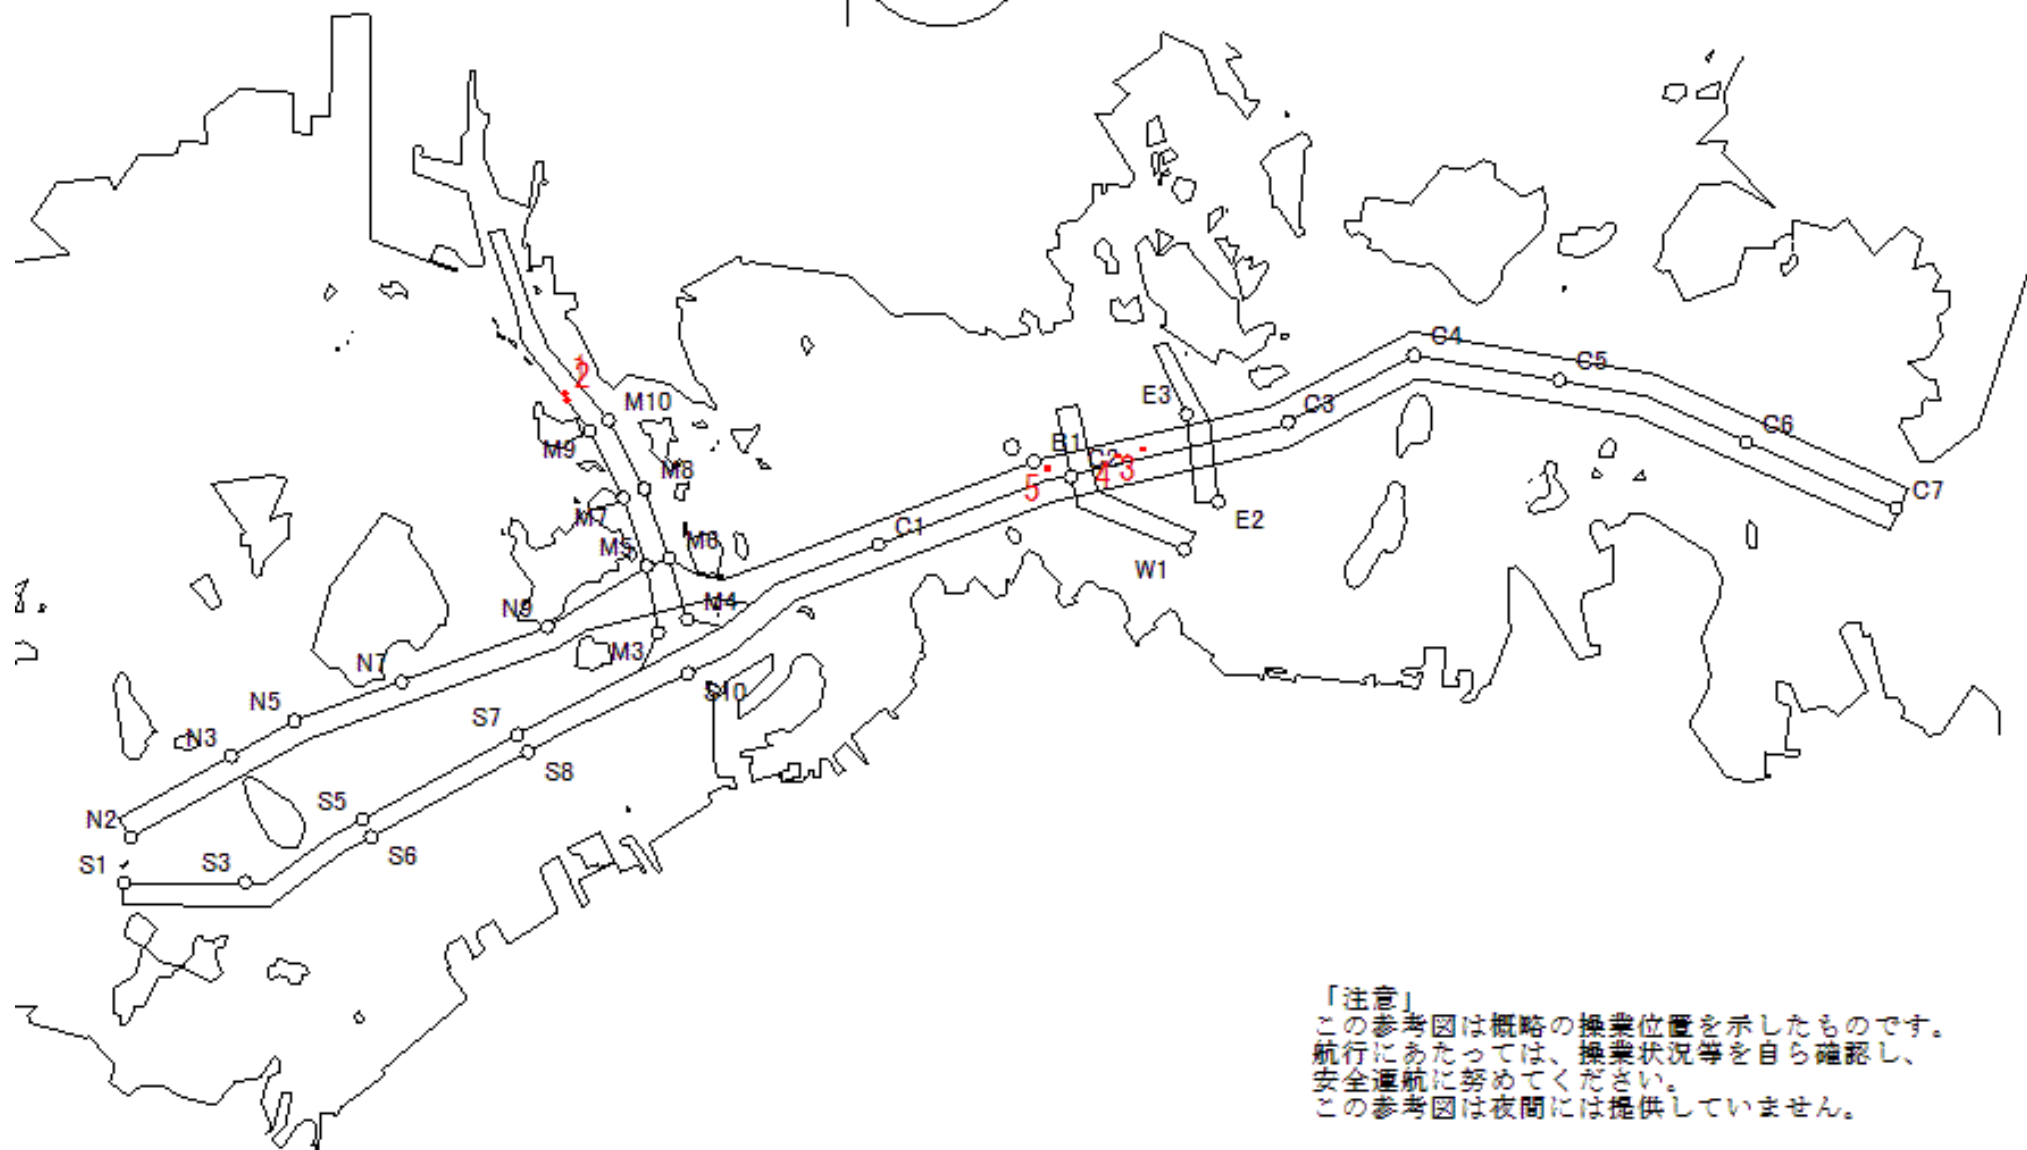 C4
C5
M10
E3
C3
C6
M9
B1
M8
C2
4
3
5
1
2
C7
M7
E2
C1
M5
M6
W1
N9
M4
M3
N7
S10
N5
S7
N3
S8
S5
N2
S6
S1
S3
「注意」
この参考図は概略の操業位置を示したものです。
航行にあたっては、操業状況等を自ら確認し、
安全運航に努めてください。
この参考図は夜間には提供していません。